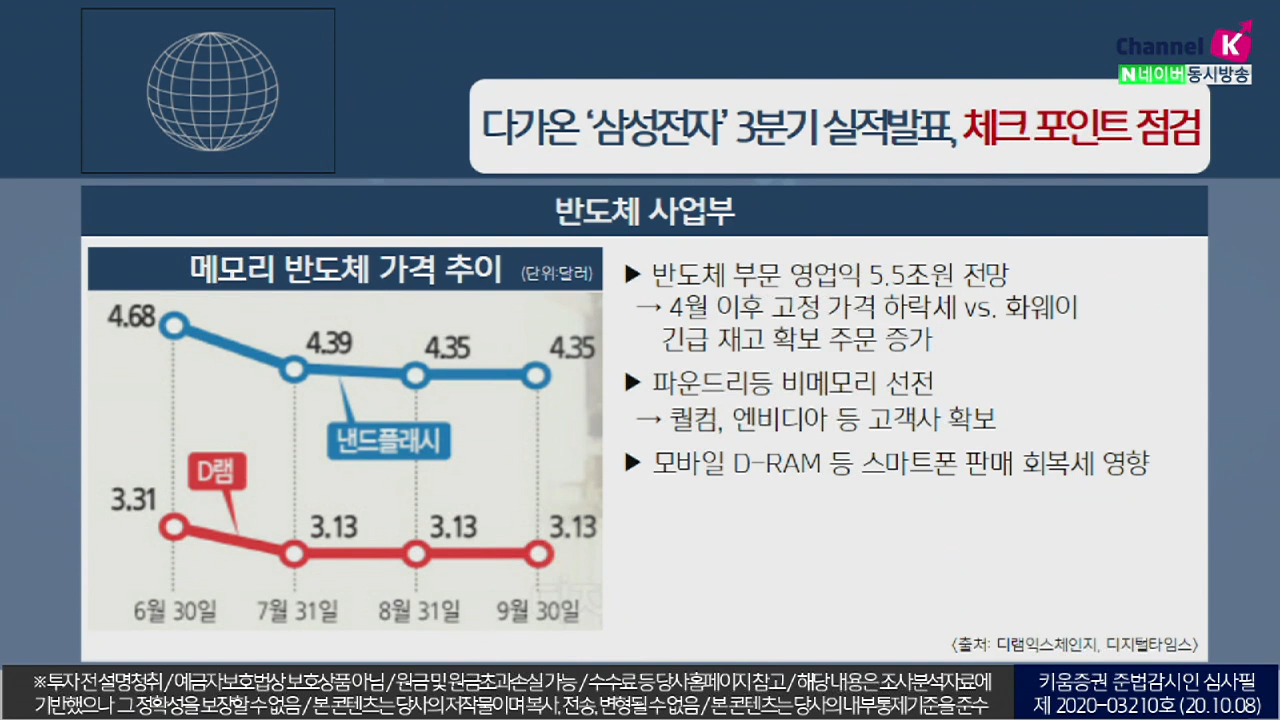 Channel K
N네이버 동시방송
다가온 ‘삼성전자’ 3분기 실적발표, 체크 포인트 점검
반도체 사업부
메모리 반도체 가격 추이 (단위:달러)
4.68
4.39
4.35
4.35
낸드플래시
D램
3.31
3.13
3.13
3.13
6월 30일
7월 31일
8월 31일
9월 30일
▶ 반도체 부문 영업익 5.5조원 전망
→ 4월 이후 고정 가격 하락세 vs. 화웨이
긴급 재고 확보 주문 증가
▶ 파운드리등 비메모리 선전
→ 퀄컴, 엔비디아 등 고객사 확보
▶ 모바일 D-RAM 등 스마트폰 판매 회복세 영향
<출처: 디램익스체인지, 디지털타임스>
※ 투자 전 설명청취 / 예금자보호법상 보호상품 아님 / 원금 및 원금초과손실 가능 / 수수료 등 당사홈페이지 참고 / 해당 내용은 조사분석자료에
기반했으나 그 정확성을 보장할 수 없음 / 본 콘텐츠는 당사의 저작물이며 복사, 전송, 변형될 수 없음 / 본 콘텐츠는 당사의 내부통제기준을 준수
키움증권 준법감시인 심사필
제 2020-03210호 (20.10.08)